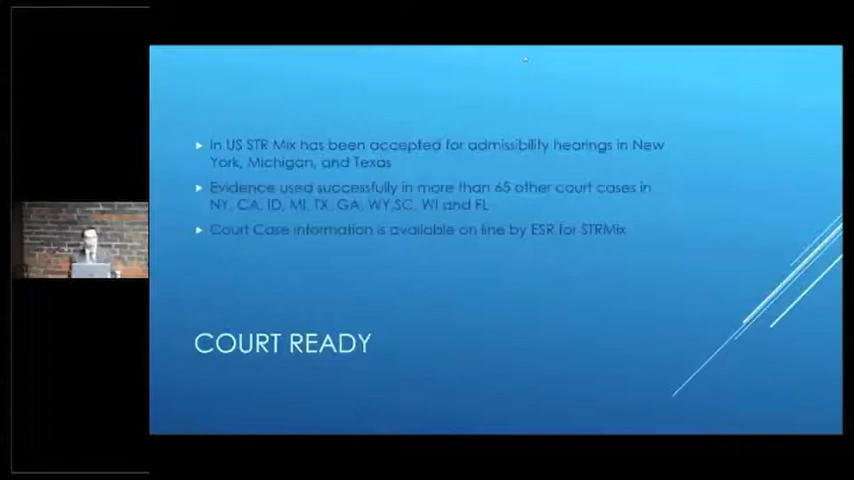 In US STR Mix has been accepted for admissibility hearings in New
York, Michigan, and Texas
Evidence used successfully in more than 65 other court cases in
NY, CA, ID, MI, TX, GA, WY,SC, WI and FL
Court Case information is available on line by ESR for STRMix
COURT READY